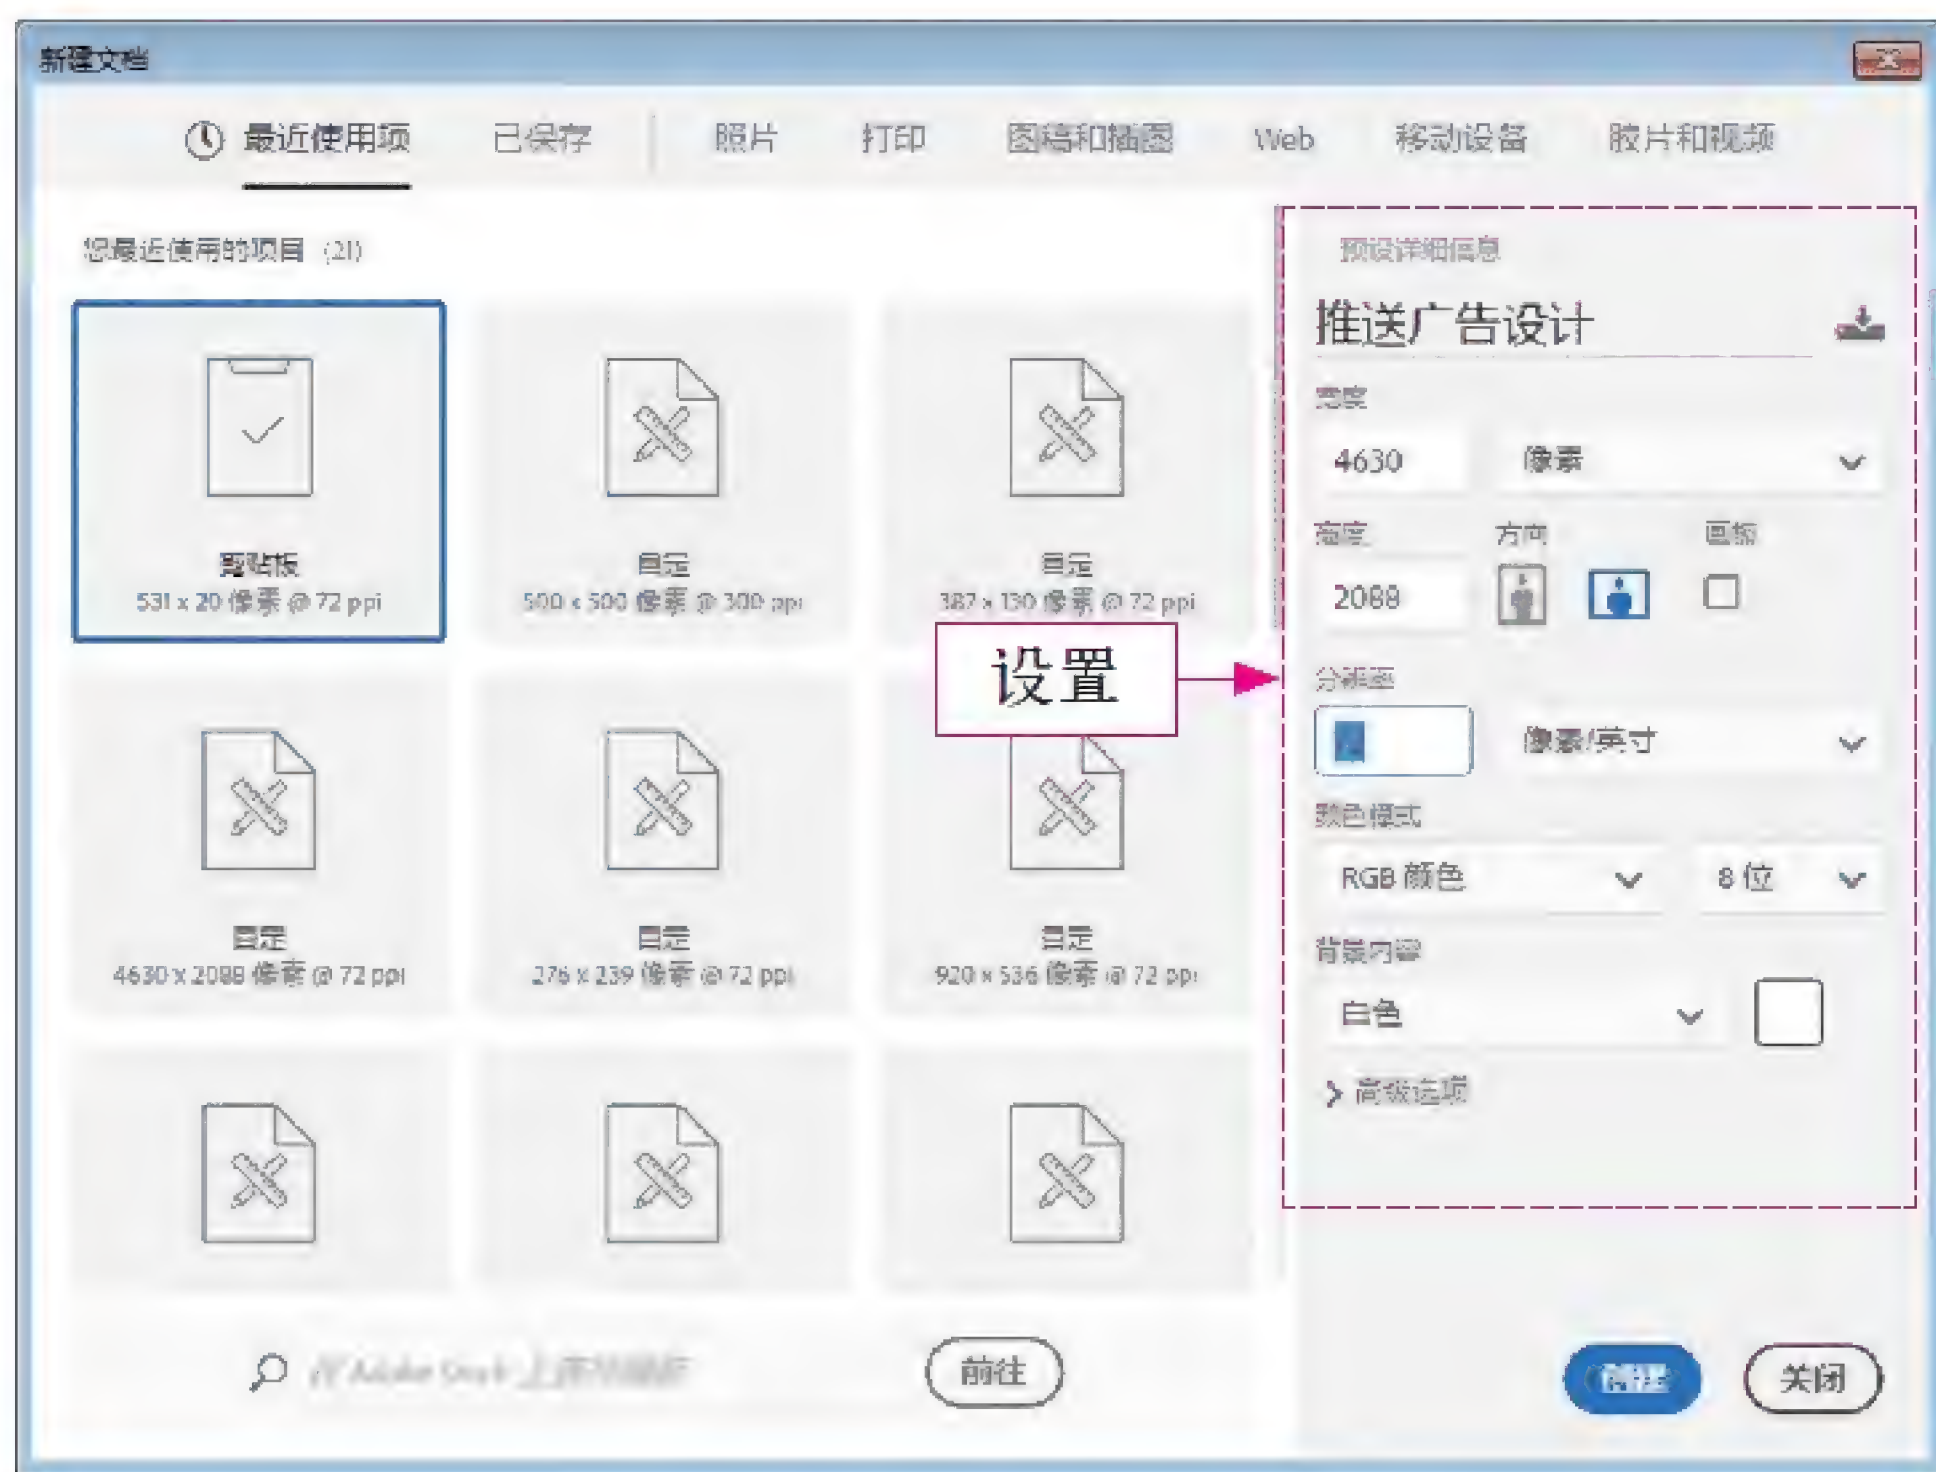 新建文档
最近使用项 已保存 照片 打印 图稿和插图 Web 移动设备 胶片和视频
您最近使用的项目 (21)
剪贴板
531 x 20 像素 @ 72 ppi
自定
500 x 500 像素 @ 300 ppi
自定
387 x 130 像素 @ 72 ppi
自定
4630 x 2088 像素 @ 72 ppi
自定
276 x 239 像素 @ 72 ppi
自定
920 x 536 像素 @ 72 ppi
前往
设置
预设详细信息
推送广告设计
宽度
4630 像素
高度 方向 画板
2088
分辨率
像素/英寸
颜色模式
RGB 颜色 8 位
背景内容
白色
高级选项
关闭